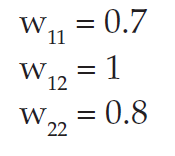 w₁₁ = 0.7
w₁₂ = 1
w₂₂ = 0.8